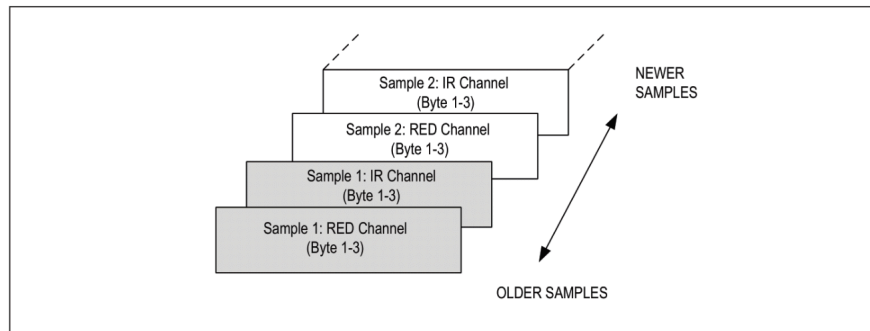 Sample 2: IR Channel
(Byte 1-3)
Sample 2: RED Channel
(Byte 1-3)
Sample 1: IR Channel
(Byte 1-3)
Sample 1: RED Channel
(Byte 1-3)
NEWER
SAMPLES
OLDER SAMPLES